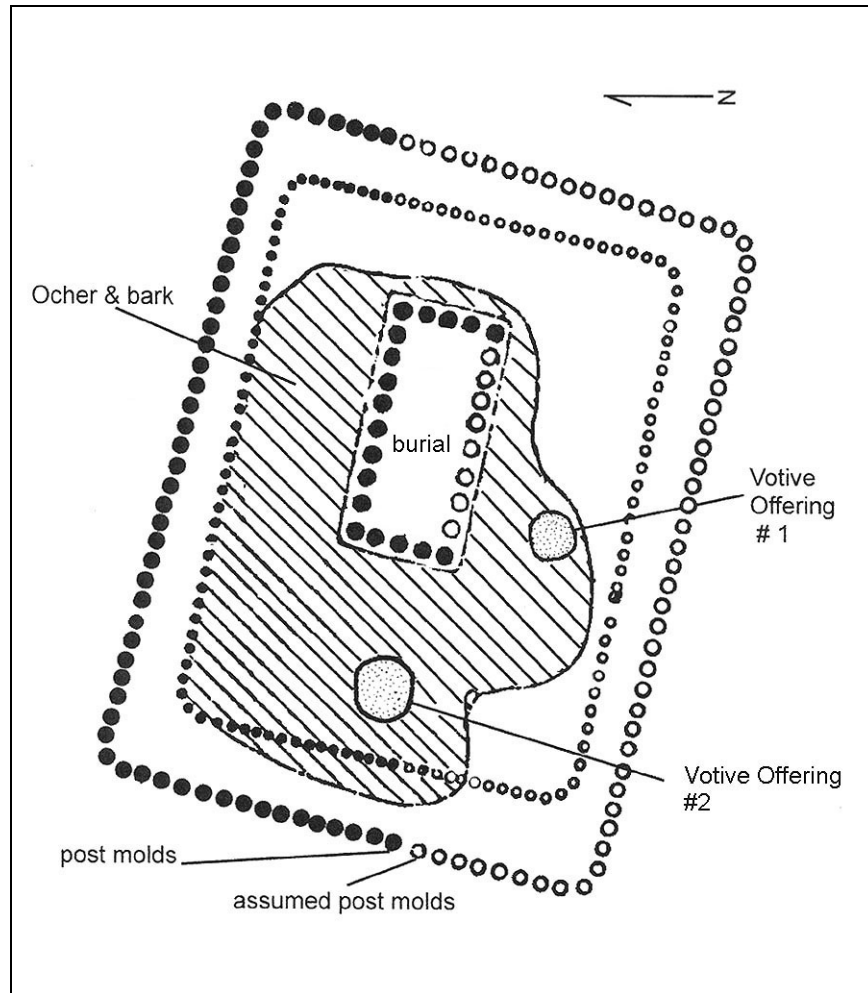 N
Ocher & bark
burial
Votive
Offering
# 1
Votive Offering
#2
post molds
assumed post molds